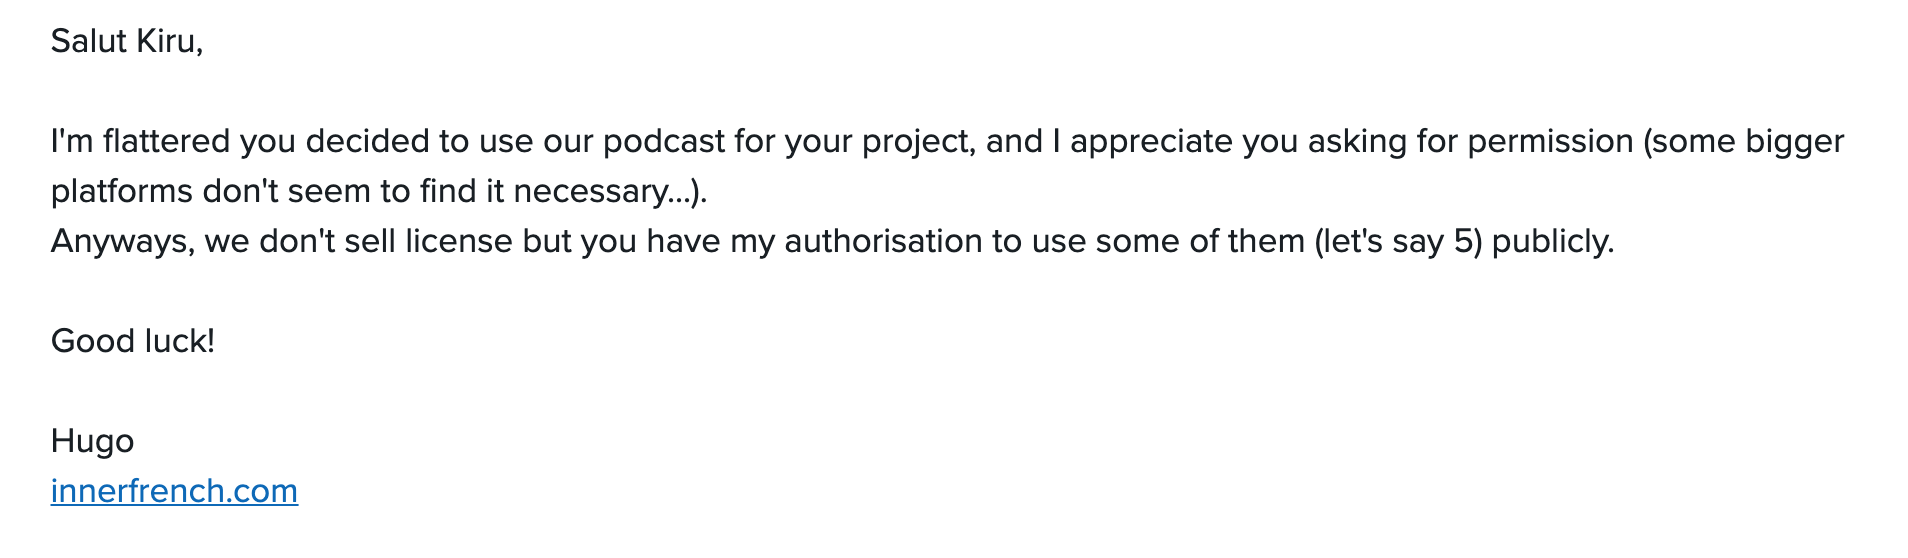 Salut Kiru,
I'm flattered you decided to use our podcast for your project, and I appreciate you asking for permission (some bigger
platforms don't seem to find it necessary...).
Anyways, we don't sell license but you have my authorisation to use some of them (let's say 5) publicly.
Good luck!
Hugo
innerfrench.com